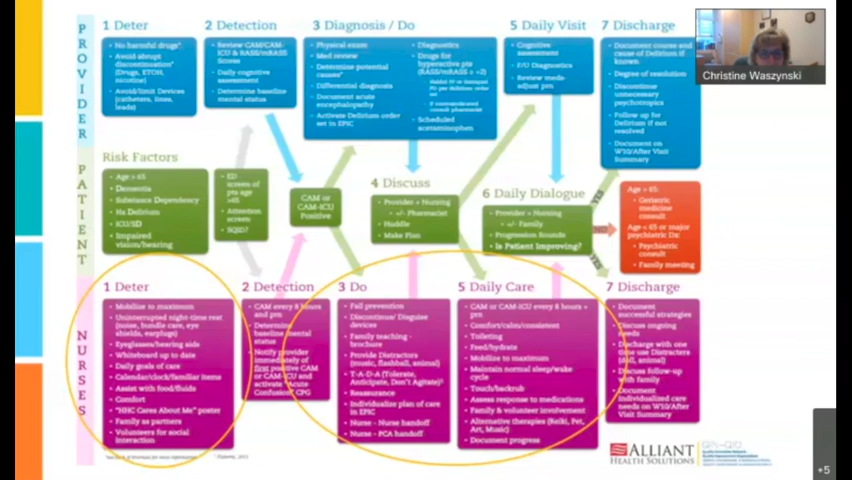 1 Deter
2 Detection
3 Diagnosis / Do
5 Daily Visit
7 Discharge
Christine Waszynski
PROVIDER
• No harmful drugs*
• Avoid abrupt
discontinuation*
(Drugs, ETOH,
nicotine)
• Avoid/limit Devices
(catheters, lines,
leads)
• Review CAM/CAM-
ICU & RASS/mRASS
Scores
• Daily cognitive
assessment
• Determine baseline
mental status
• Physical exam
• Med review
• Determine potential
causes*
• Differential diagnosis
• Document acute
encephalopathy
• Activate Delirium order
set in EPIC
• Diagnostics
• Drugs for
hyperactive pts
(RASS/mRASS > +2)
• Scheduled
acetaminophen
• Cognitive
assessment
• F/U Diagnostics
• Review meds-
adjust prn
• Document course and
cause of Delirium if
known
• Degree of resolution
• Discontinue
unnecessary
psychotropics
• Follow up for
Delirium if not
resolved
• Document on
W10/After Visit
Summary
PATIENT
Risk Factors
• Age > 65
• Dementia
• Substance Dependency
• Hx Delirium
• ICU/SD
• Impaired
vision/hearing
• ED
screen of
pts age
>65
• Attention
screen
• SQID?
CAM or
CAM-ICU
Positive
4 Discuss
• Provider + Nursing
• +/- Pharmacist
• Huddle
• Make Plan
6 Daily Dialogue
• Provider + Nursing
• +/- Family
• Progression Rounds
• Is Patient Improving?
YES
NO
YES
Age > 65:
• Geriatric
medicine
consult
Age < 65 or major
psychiatric Dx:
• Psychiatric
consult
• Family meeting
NURSES
1 Deter
• Mobilize to maximum
• Uninterrupted night-time rest
(noise, bundle care, eye
shields, earplugs)
• Eyeglasses/hearing aids
• Whiteboard up to date
• Daily goals of care
• Calendar/clock/familiar items
• Assist with food/fluids
• Comfort
• "HHC Cares About Me" poster
• Family as partners
• Volunteers for social
interaction
2 Detection
• CAM every 8 hours
and prn
• Determine
baseline mental
status
• Notify provider
immediately of
first positive CAM
or CAM-ICU and
activate "Acute
Confusion" CPG
3 Do
• Fall prevention
• Discontinue/ Disguise
devices
• Family teaching -
brochure
• Provide Distractors
(music, flashball, animal)
• T-A-D-A (Tolerate,
Anticipate, Don't Agitate)
• Reassurance
• Individualize plan of care
in EPIC
• Nurse - Nurse handoff
• Nurse - PCA handoff
5 Daily Care
• CAM or CAM-ICU every 8 hours +
prn
• Comfort/calm/consistent
• Toileting
• Feed/hydrate
• Mobilize to maximum
• Maintain normal sleep/wake
cycle
• Touch/backrub
• Assess response to medications
• Family & volunteer involvement
• Alternative therapies (Reiki, Pet,
Art, Music)
• Document progress
7 Discharge
• Document
successful strategies
• Discuss ongoing
needs
• Discharge with one
time use Distracters
(doll, animal)
• Discuss follow-up
with family
• Document
Individualized care
needs on W10/After
Visit Summary
ALLIANT
HEALTH SOLUTIONS
+5